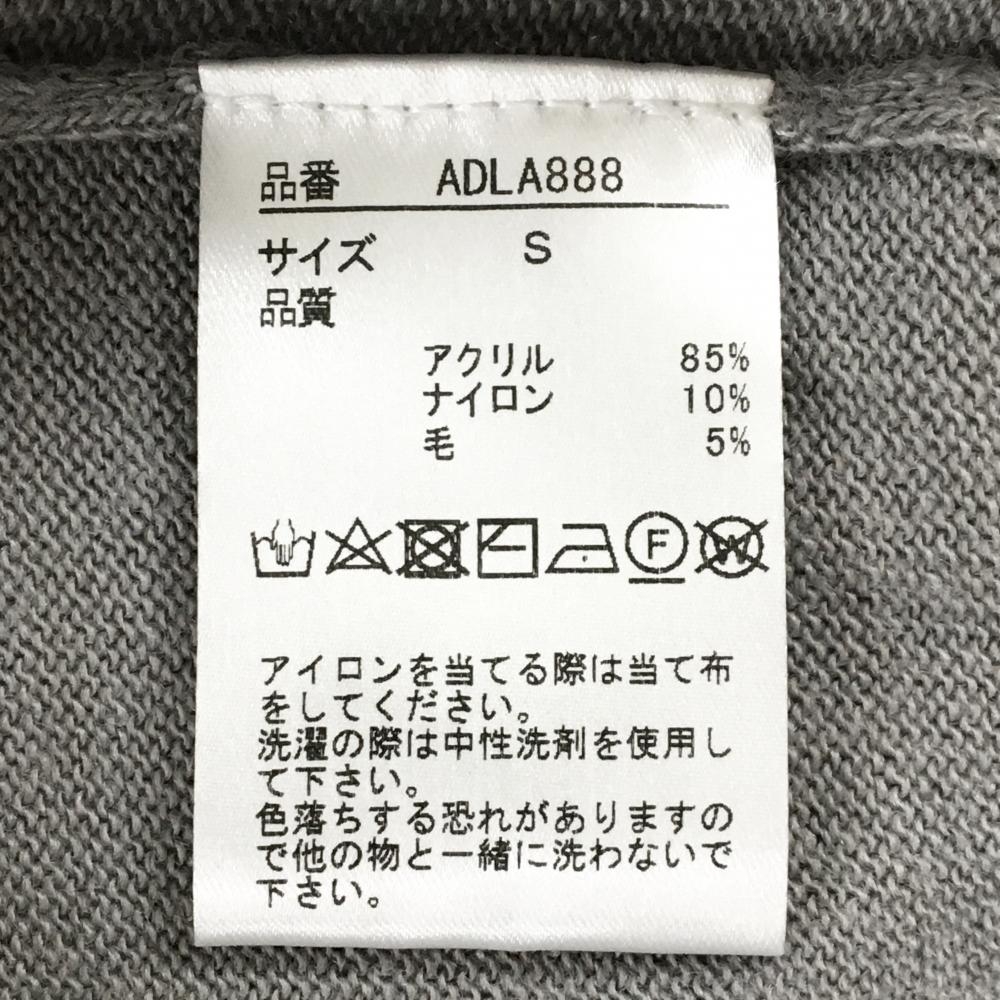 品番 ADLA888
サイズ S
品質
アクリル 85%
ナイロン 10%
毛 5%
F W
アイロンを当てる際は当て布
をしてください。
洗濯の際は中性洗剤を使用し
て下さい。
色落ちする恐れがありますの
で他の物と一緒に洗わないで
下さい。